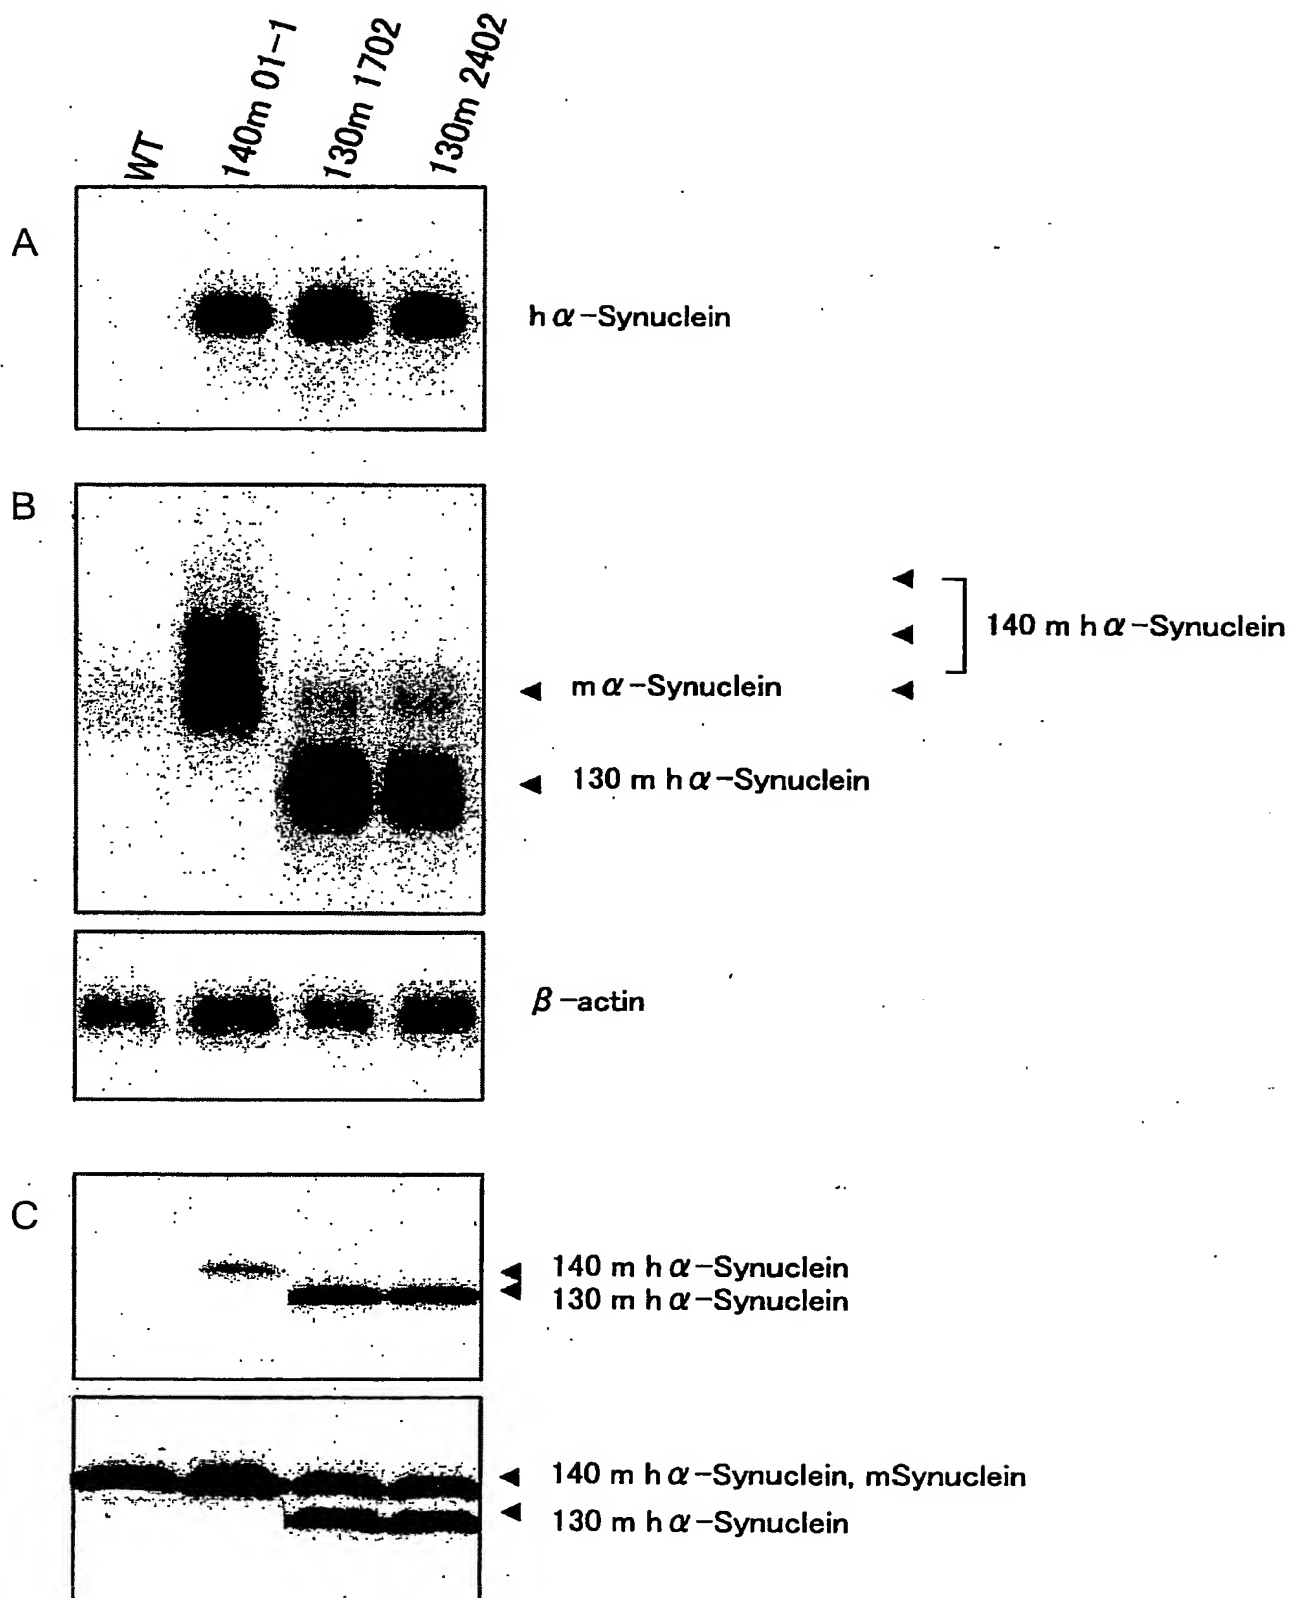 WT
140m 01-1
130m 1702
130m 2402
A
h α-Synuclein
B
140 m h α-Synuclein
m α-Synuclein
130 m h α-Synuclein
β-actin
C
140 m h α-Synuclein
130 m h α-Synuclein
140 m h α-Synuclein, mSynuclein
130 m h α-Synuclein